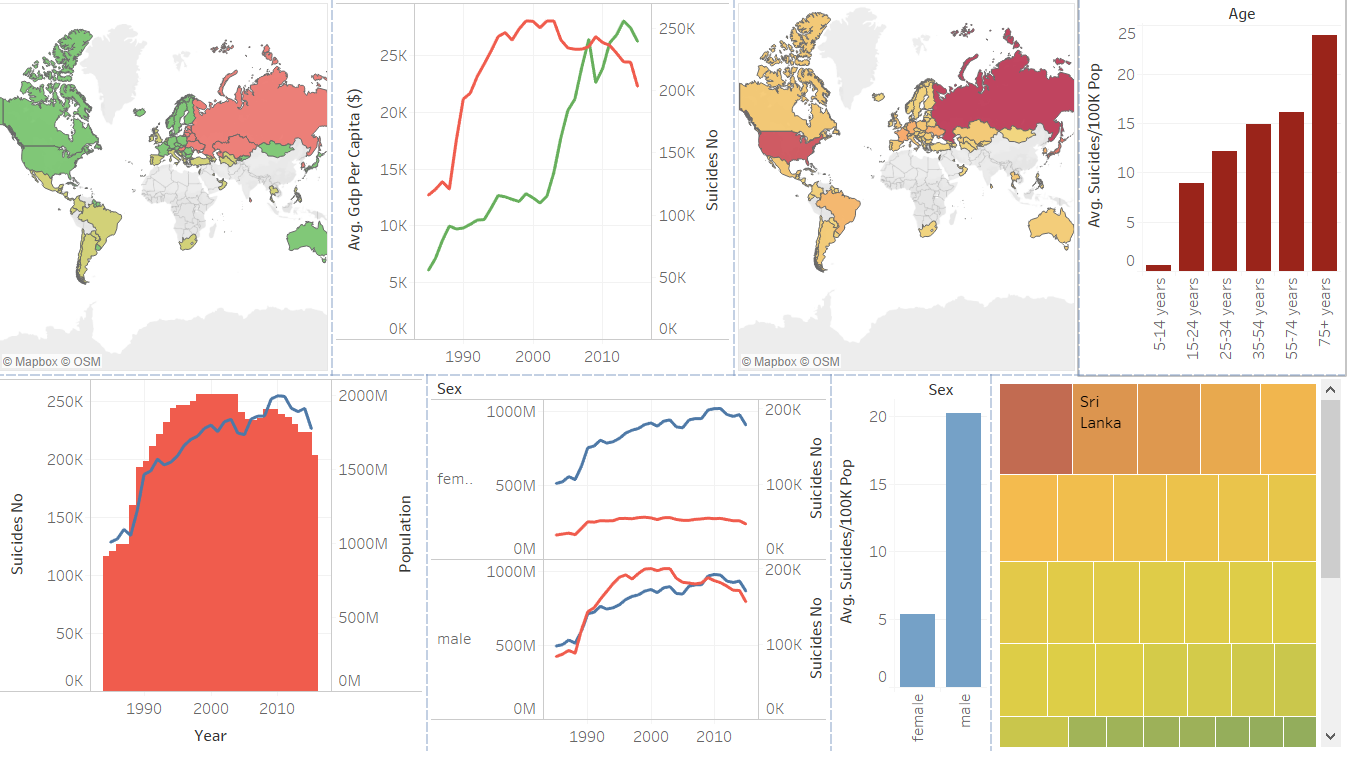 © Mapbox © OSM
Avg. Gdp Per Capita ($)
25K
20K
15K
10K
5K
0K
250K
200K
150K
100K
50K
0K
Suicides No
1990
2000
2010
© Mapbox © OSM
Age
Avg. Suicides/100K Pop
25
20
15
10
5
0
5-14 years
15-24 years
25-34 years
35-54 years
55-74 years
75+ years
Suicides No
250K
200K
150K
100K
50K
0K
2000M
1500M
1000M
500M
0M
Population
1990
2000
2010
Year
Sex
fem..
1000M
500M
0M
200K
100K
0K
Suicides No
male
1000M
500M
0M
200K
100K
0K
Suicides No
1990
2000
2010
Sex
Avg. Suicides/100K Pop
20
15
10
5
0
female
male
Sri
Lanka